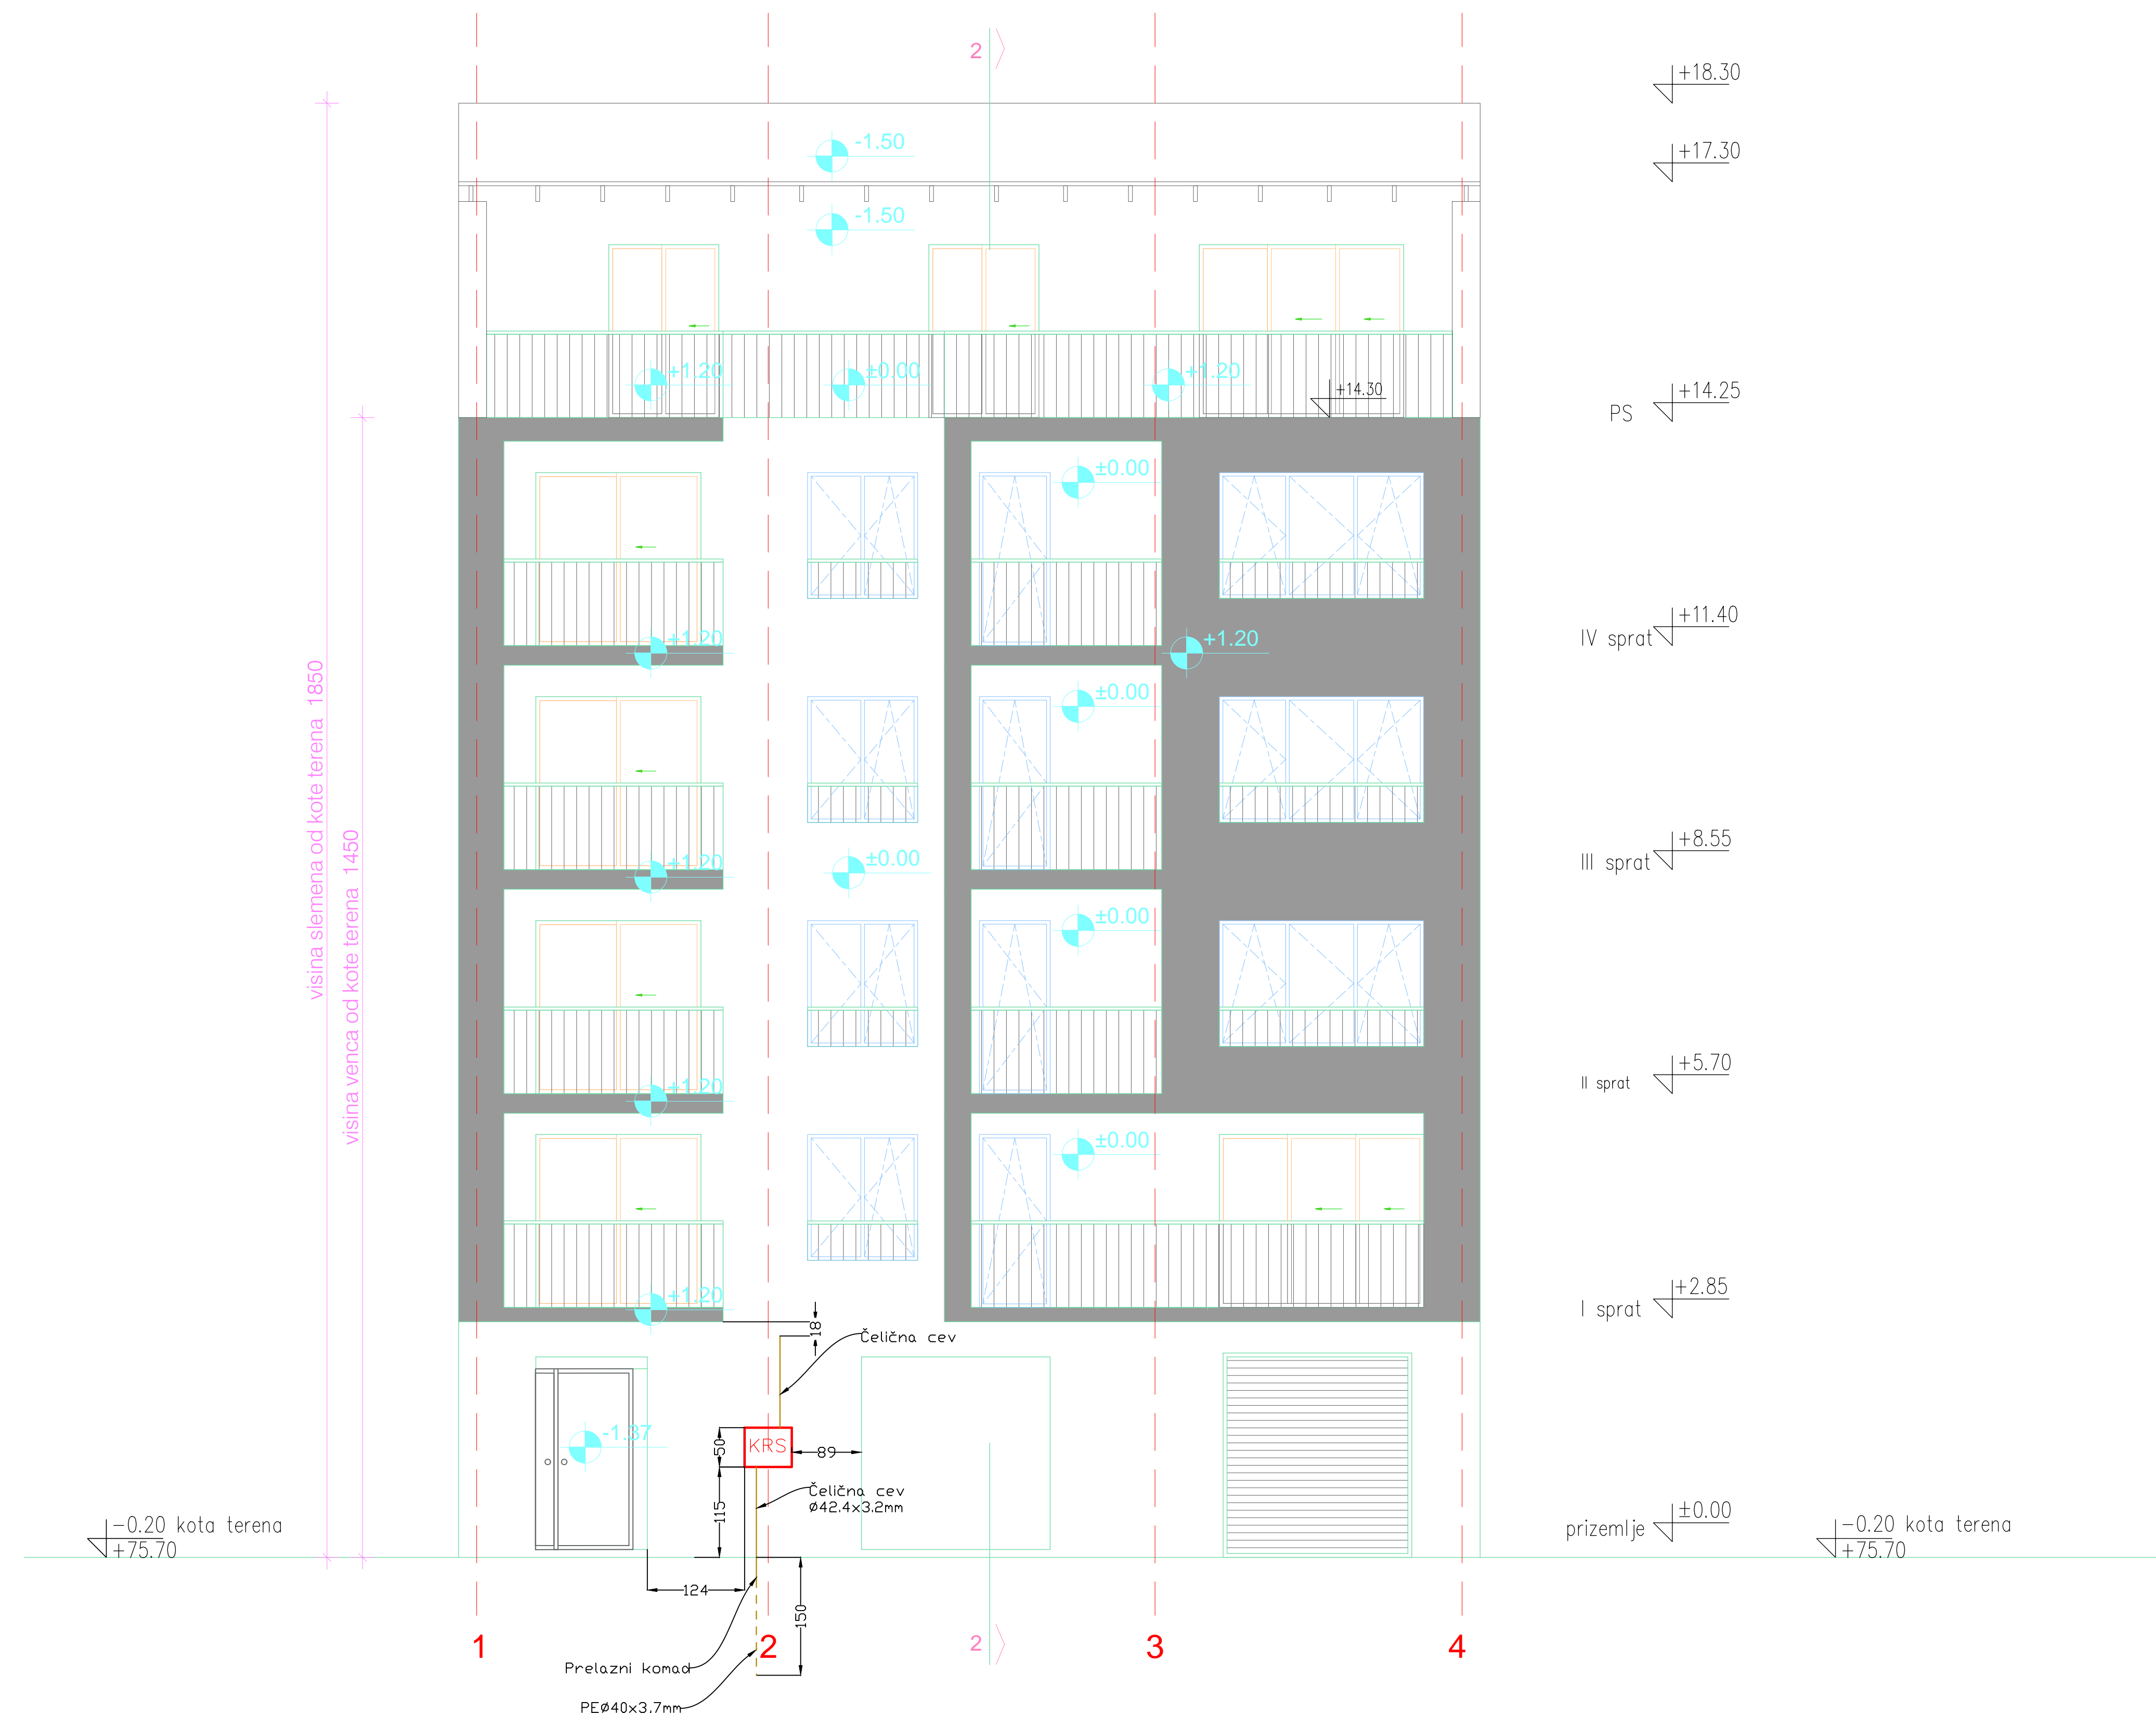 2
+18.30
-1.50
+17.30
-1.50
+1.20
±0.00
+1.20
+14.30
PS
+14.25
±0.00
+11.40
IV sprat
+1.20
+1.20
visina slemena od kote terena 1850
visina venca od kote terena 1450
±0.00
+8.55
III sprat
+1.20
±0.00
±0.00
+5.70
II sprat
+1.20
±0.00
+2.85
I sprat
+1.20
18
Čelična cev
-1.37
50
KRS
89
Čelična cev
Ø42.4x3.2mm
115
-0.20 kota terena
+75.70
prizemlje
±0.00
-0.20 kota terena
+75.70
124
150
1
2
2
3
4
Prelazni komad
PEØ40x3.7mm